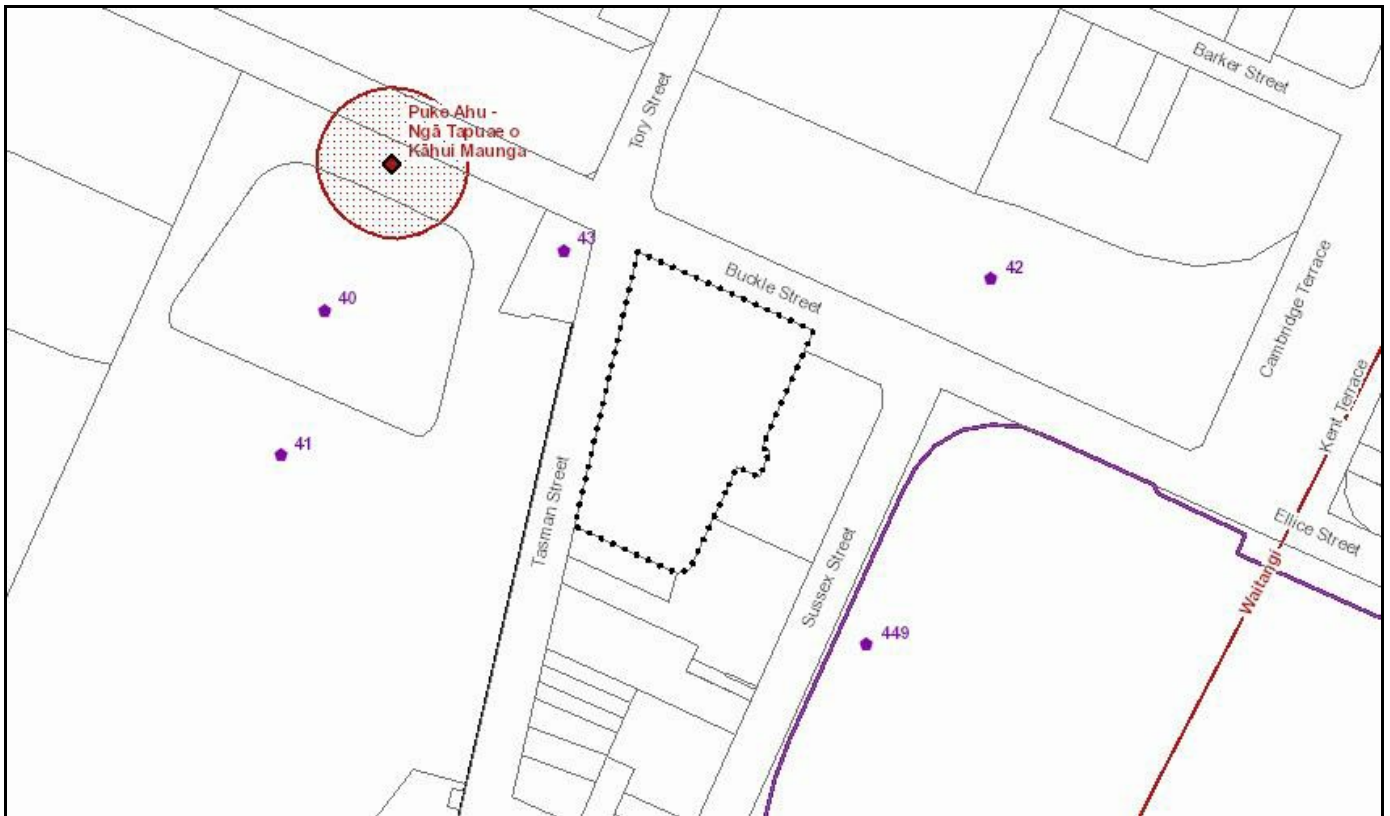 Barker Street
Tory Street
Puke Ahu -
Ngā Tapuae o
Kāhui Maunga
43
42
Buckle Street
40
Cambridge Terrace
Kent Terrace
41
Tasman Street
Ellice Street
Sussex Street
Waitangi
449